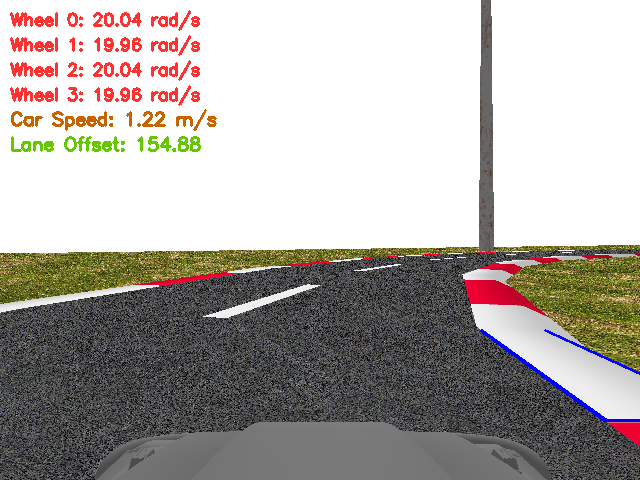 Wheel 0: 20.04 rad/s
Wheel 1: 19.96 rad/s
Wheel 2: 20.04 rad/s
Wheel 3: 19.96 rad/s
Car Speed: 1.22 m/s
Lane Offset: 154.88